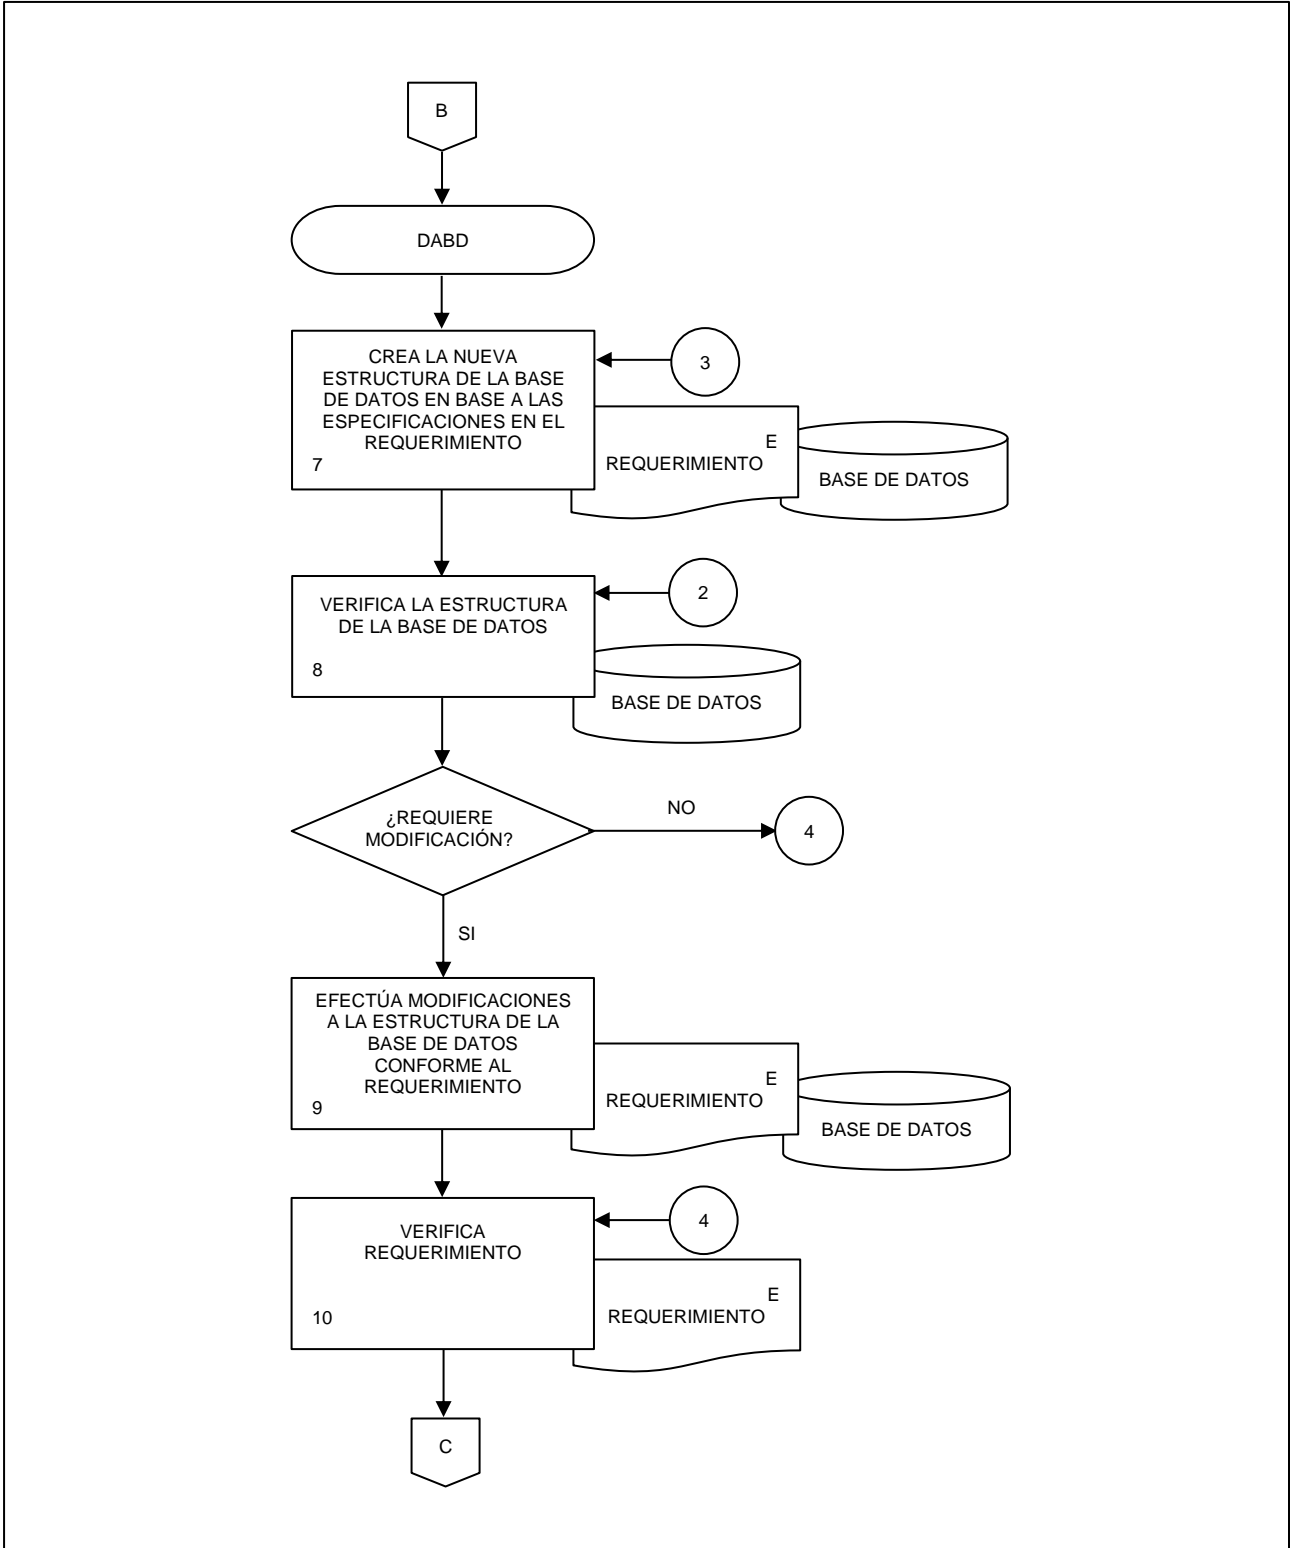 B
DABD
CREA LA NUEVA
ESTRUCTURA DE LA BASE
DE DATOS EN BASE A LAS
ESPECIFICACIONES EN EL
REQUERIMIENTO
7
3
E
REQUERIMIENTO
BASE DE DATOS
VERIFICA LA ESTRUCTURA
DE LA BASE DE DATOS
8
2
BASE DE DATOS
¿REQUIERE
MODIFICACIÓN?
NO
4
SI
EFECTÚA MODIFICACIONES
A LA ESTRUCTURA DE LA
BASE DE DATOS
CONFORME AL
REQUERIMIENTO
9
E
REQUERIMIENTO
BASE DE DATOS
VERIFICA
REQUERIMIENTO
10
4
E
REQUERIMIENTO
C